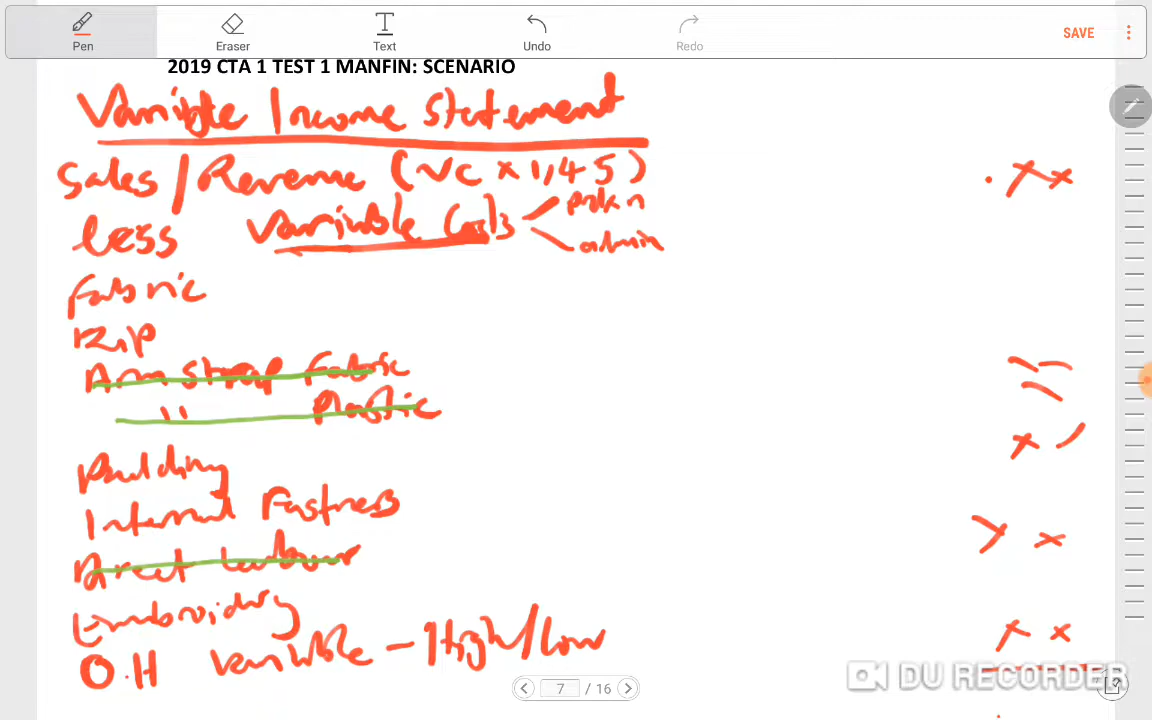 Pen Eraser Text Undo Redo SAVE
2019 CTA 1 TEST 1 MANFIN: SCENARIO
Variable Income Statement
Sales / Revenue (VC x 1,45) xx
less Variable Costs
admin
Fabric
Zip
Arm strap fabric
" Plastic
Padding
Internal
Direct labour
Embroidery
O.H variable - High/low
DU RECORDER
7 / 16